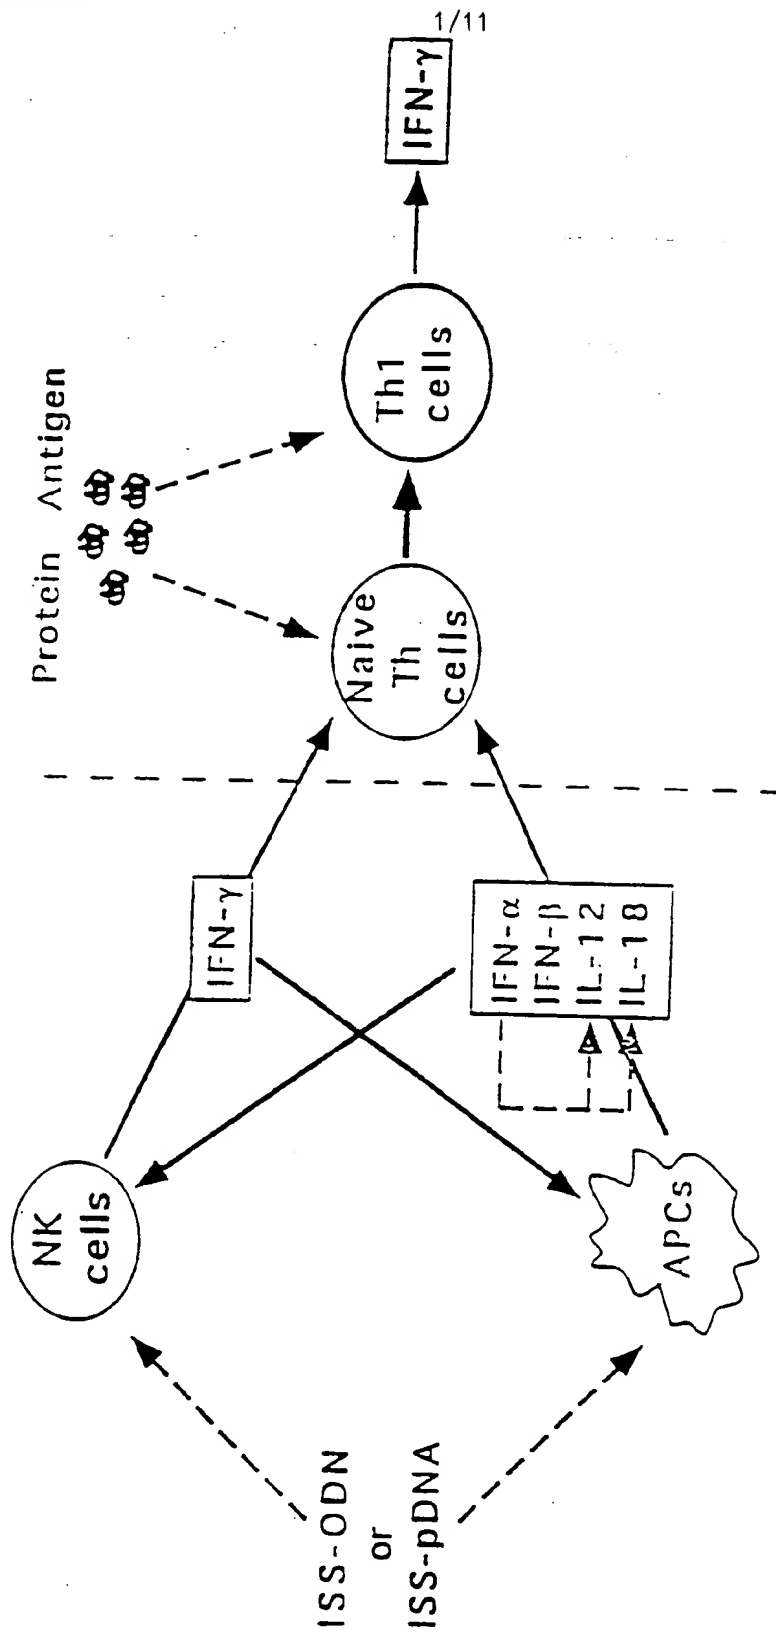 1/11
ISS-ODN
or
ISS-pDNA
NK
cells
APCs
IFN-γ
IFN-α
IFN-β
IL-12
IL-18
Protein Antigen
Naive
Th
cells
Th1
cells
IFN-γ